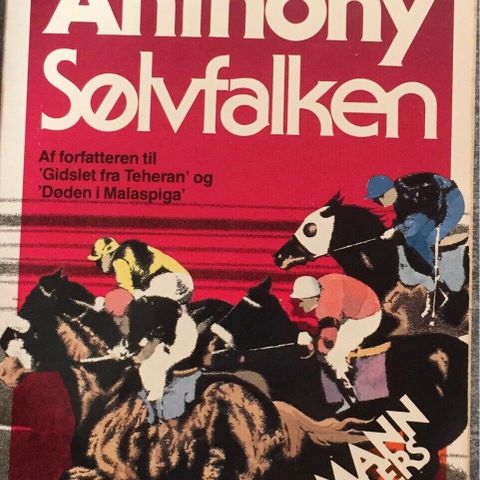 Anthony
Sølvfalken
Af forfatteren til
'Gidslet fra Teheran' og
'Døden i Malaspiga'